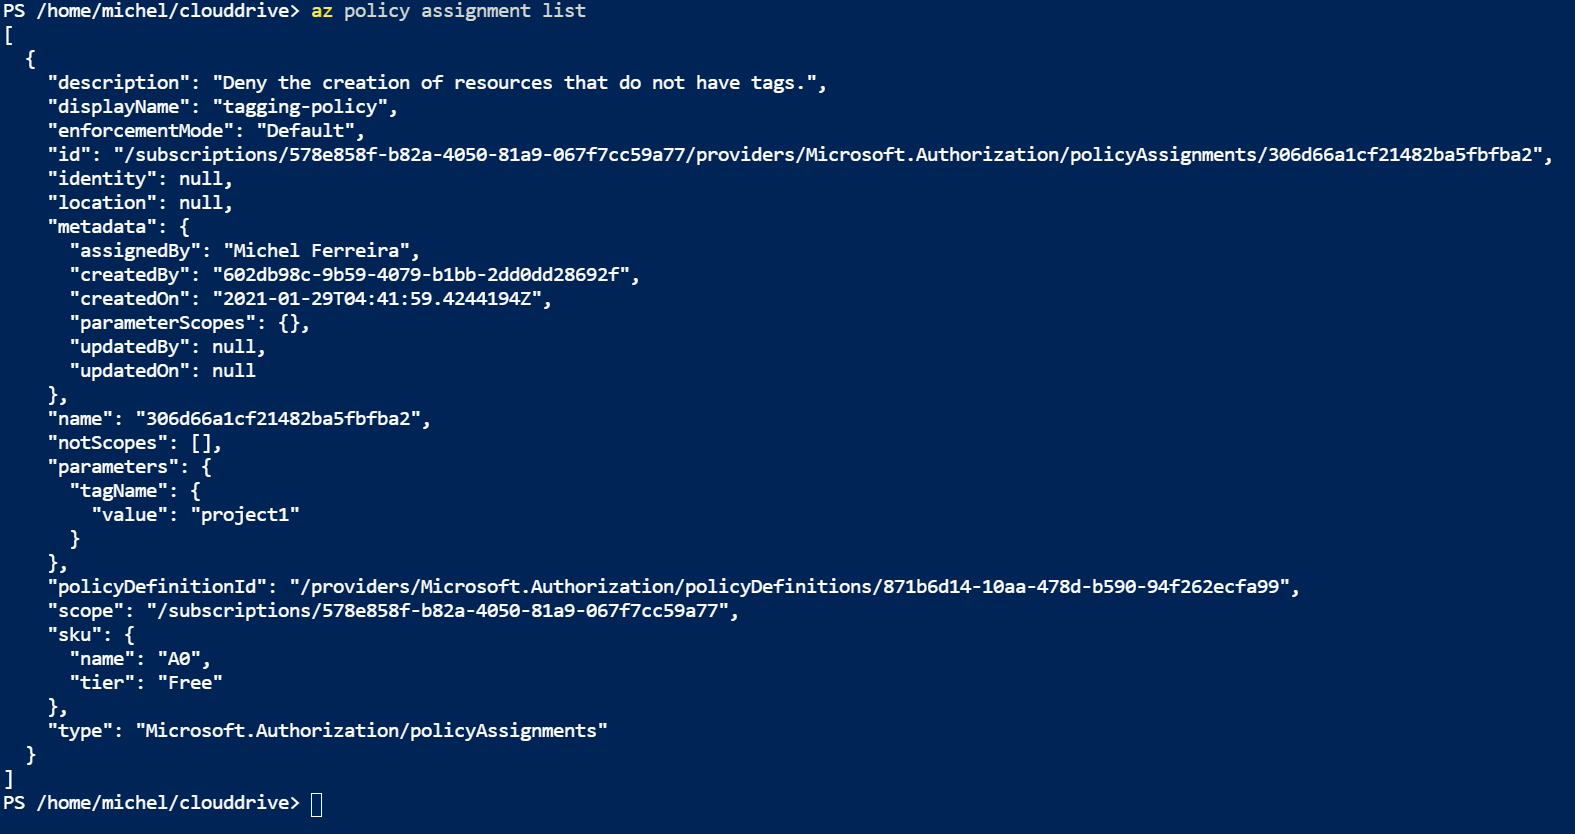 PS /home/michel/clouddrive> az policy assignment list
[
  {
    "description": "Deny the creation of resources that do not have tags.",
    "displayName": "tagging-policy",
    "enforcementMode": "Default",
    "id": "/subscriptions/578e858f-b82a-4050-81a9-067f7cc59a77/providers/Microsoft.Authorization/policyAssignments/306d66a1cf21482ba5fbfba2",
    "identity": null,
    "location": null,
    "metadata": {
      "assignedBy": "Michel Ferreira",
      "createdBy": "602db98c-9b59-4079-b1bb-2dd0dd28692f",
      "createdOn": "2021-01-29T04:41:59.4244194Z",
      "parameterScopes": {},
      "updatedBy": null,
      "updatedOn": null
    },
    "name": "306d66a1cf21482ba5fbfba2",
    "notScopes": [],
    "parameters": {
      "tagName": {
        "value": "project1"
      }
    },
    "policyDefinitionId": "/providers/Microsoft.Authorization/policyDefinitions/871b6d14-10aa-478d-b590-94f262ecfa99",
    "scope": "/subscriptions/578e858f-b82a-4050-81a9-067f7cc59a77",
    "sku": {
      "name": "A0",
      "tier": "Free"
    },
    "type": "Microsoft.Authorization/policyAssignments"
  }
]
PS /home/michel/clouddrive>